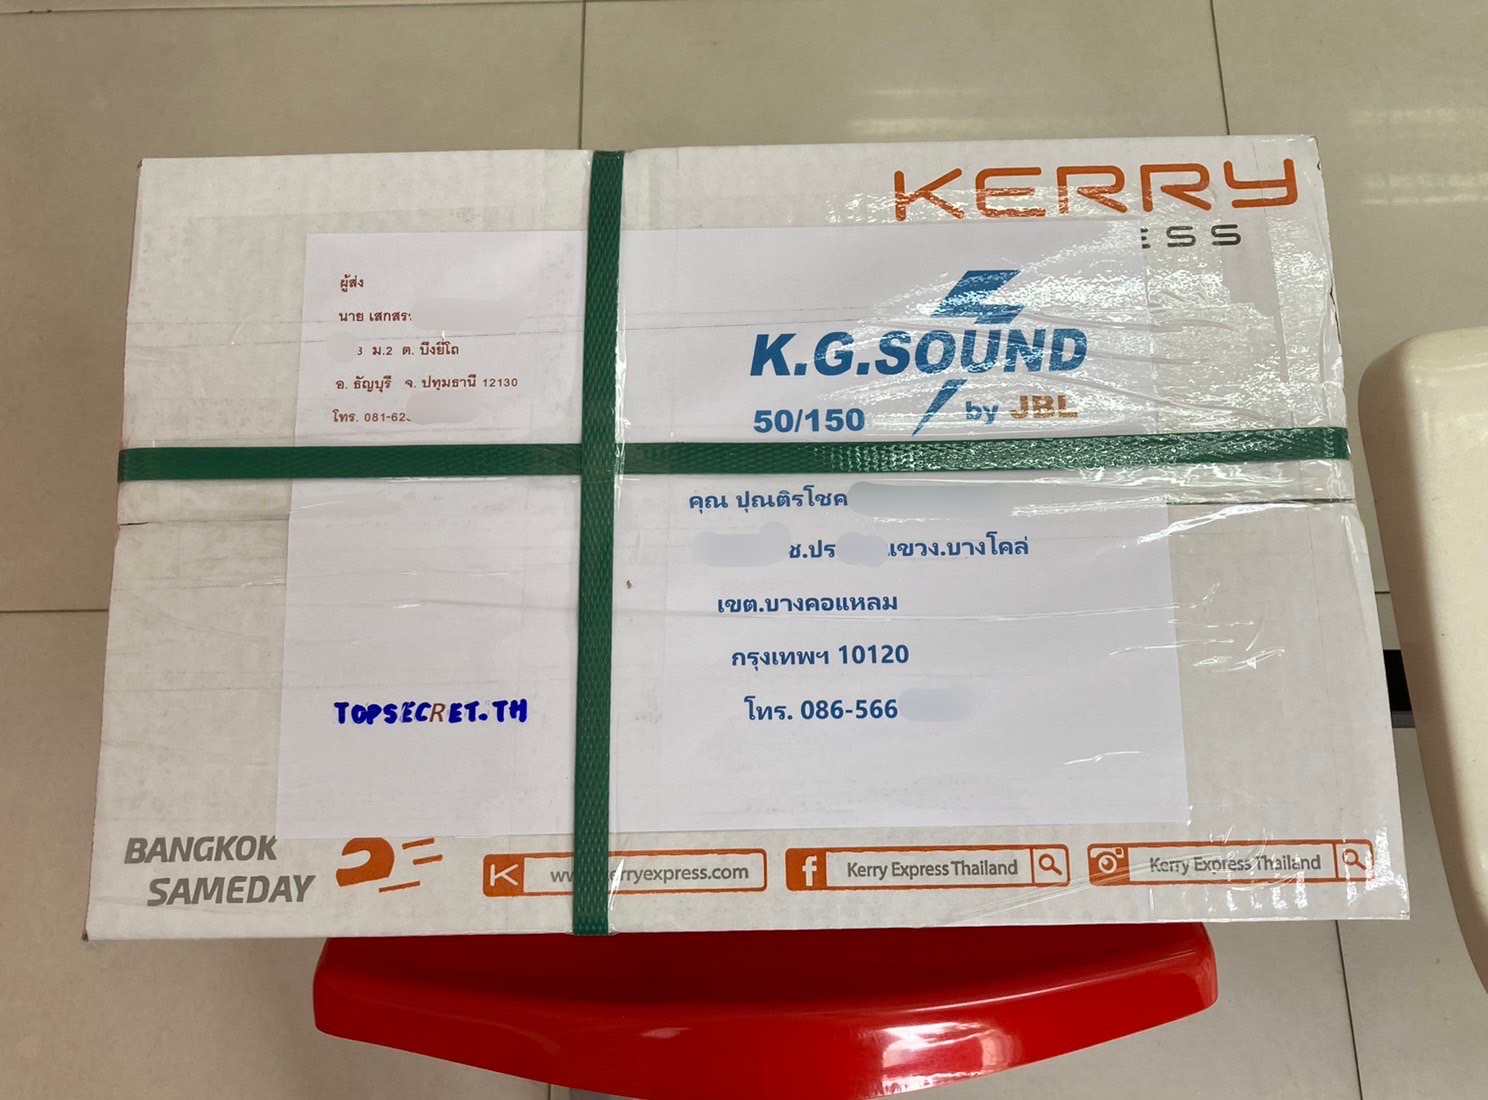 KERRY
ESS
ผู้ส่ง
นาย เสกสร
ม.2 ต. บึงยี่โถ
อ. ธัญบุรี จ. ปทุมธานี 12130
โทร. 081-62
K.G.SOUND
50/150 by JBL
คุณ ปุณติรโชค
ช.ปร แขวง.บางโคล่
เขต.บางคอแหลม
กรุงเทพฯ 10120
โทร. 086-566
TOPSECRET.TH
BANGKOK
SAMEDAY
ww erryexpress.com
Kerry Express Thailand
Kerry Express Thailand